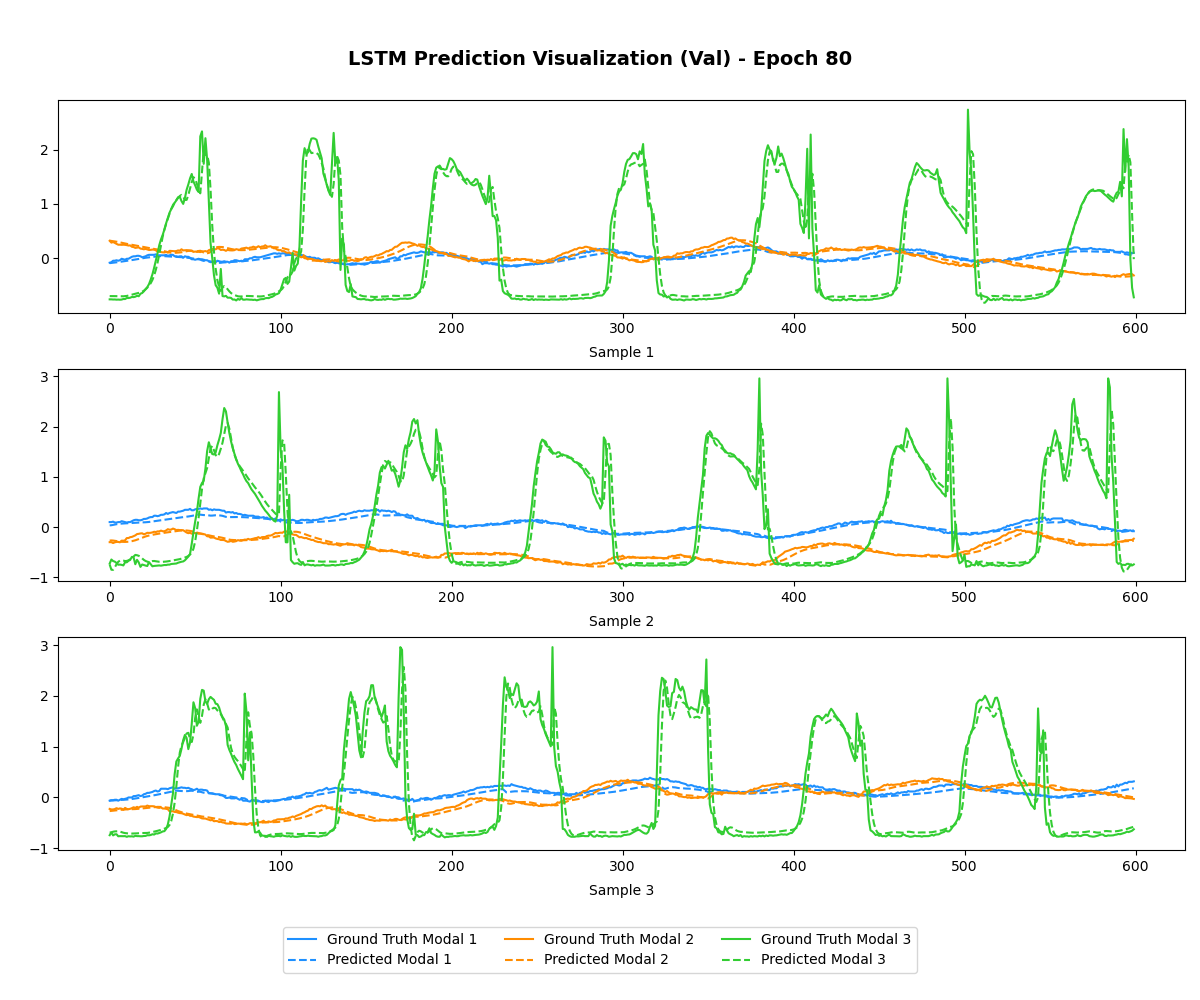 LSTM Prediction Visualization (Val) - Epoch 80
2
1
0
0 100 200 300 400 500 600
Sample 1
3
2
1
0
−1
0 100 200 300 400 500 600
Sample 2
3
2
1
0
−1
0 100 200 300 400 500 600
Sample 3
Ground Truth Modal 1 Ground Truth Modal 2 Ground Truth Modal 3
Predicted Modal 1 Predicted Modal 2 Predicted Modal 3